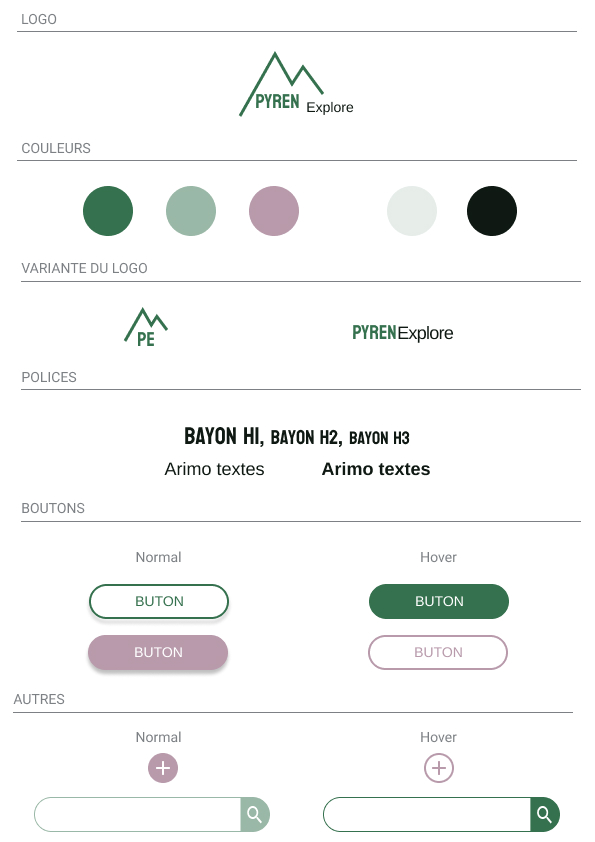 LOGO
PYREN Explore
COULEURS
VARIANTE DU LOGO
PE
PYRENExplore
POLICES
BAYON H1, BAYON H2, BAYON H3
Arimo textes Arimo textes
BOUTONS
Normal Hover
BUTON BUTON
BUTON BUTON
AUTRES
Normal Hover